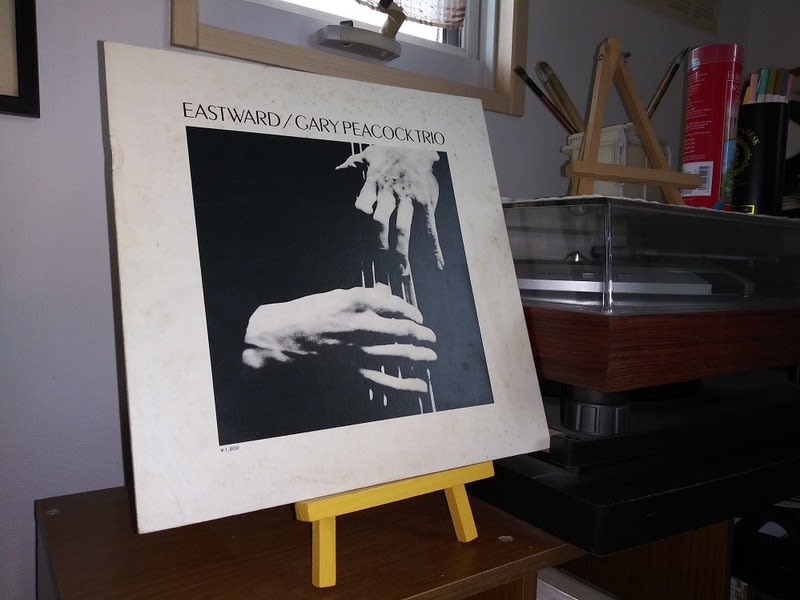 EASTWARD / GARY PEACOCK TRIO
¥1,800